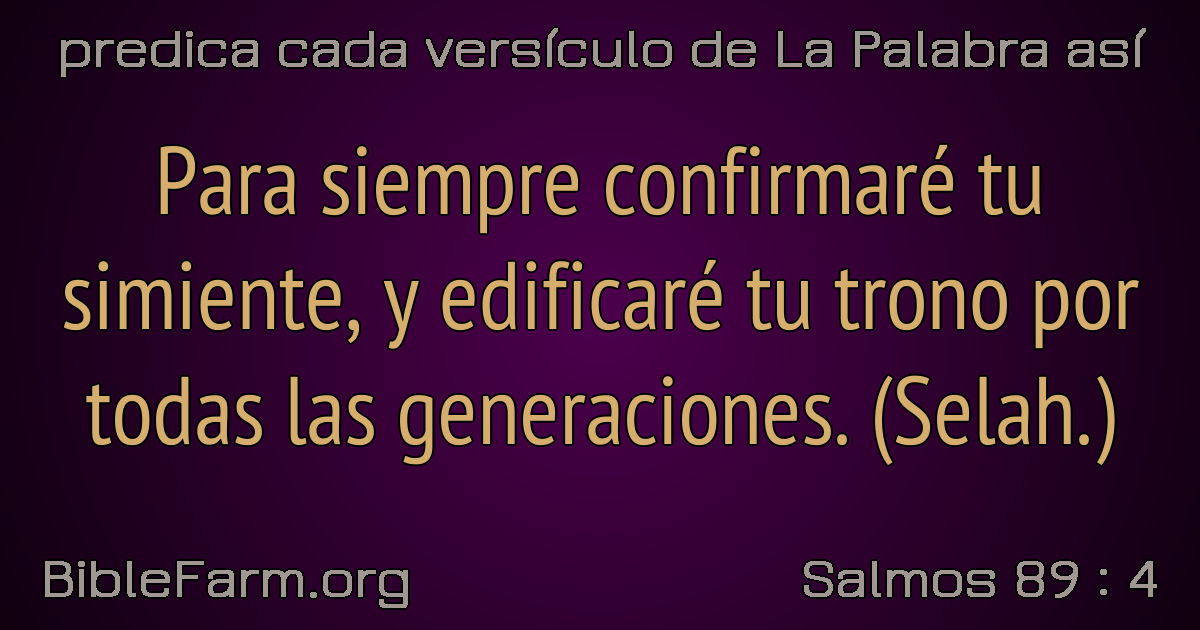 predica cada versículo de La Palabra así
Para siempre confirmaré tu
simiente, y edificaré tu trono por
todas las generaciones. (Selah.)
BibleFarm.org
Salmos 89 : 4